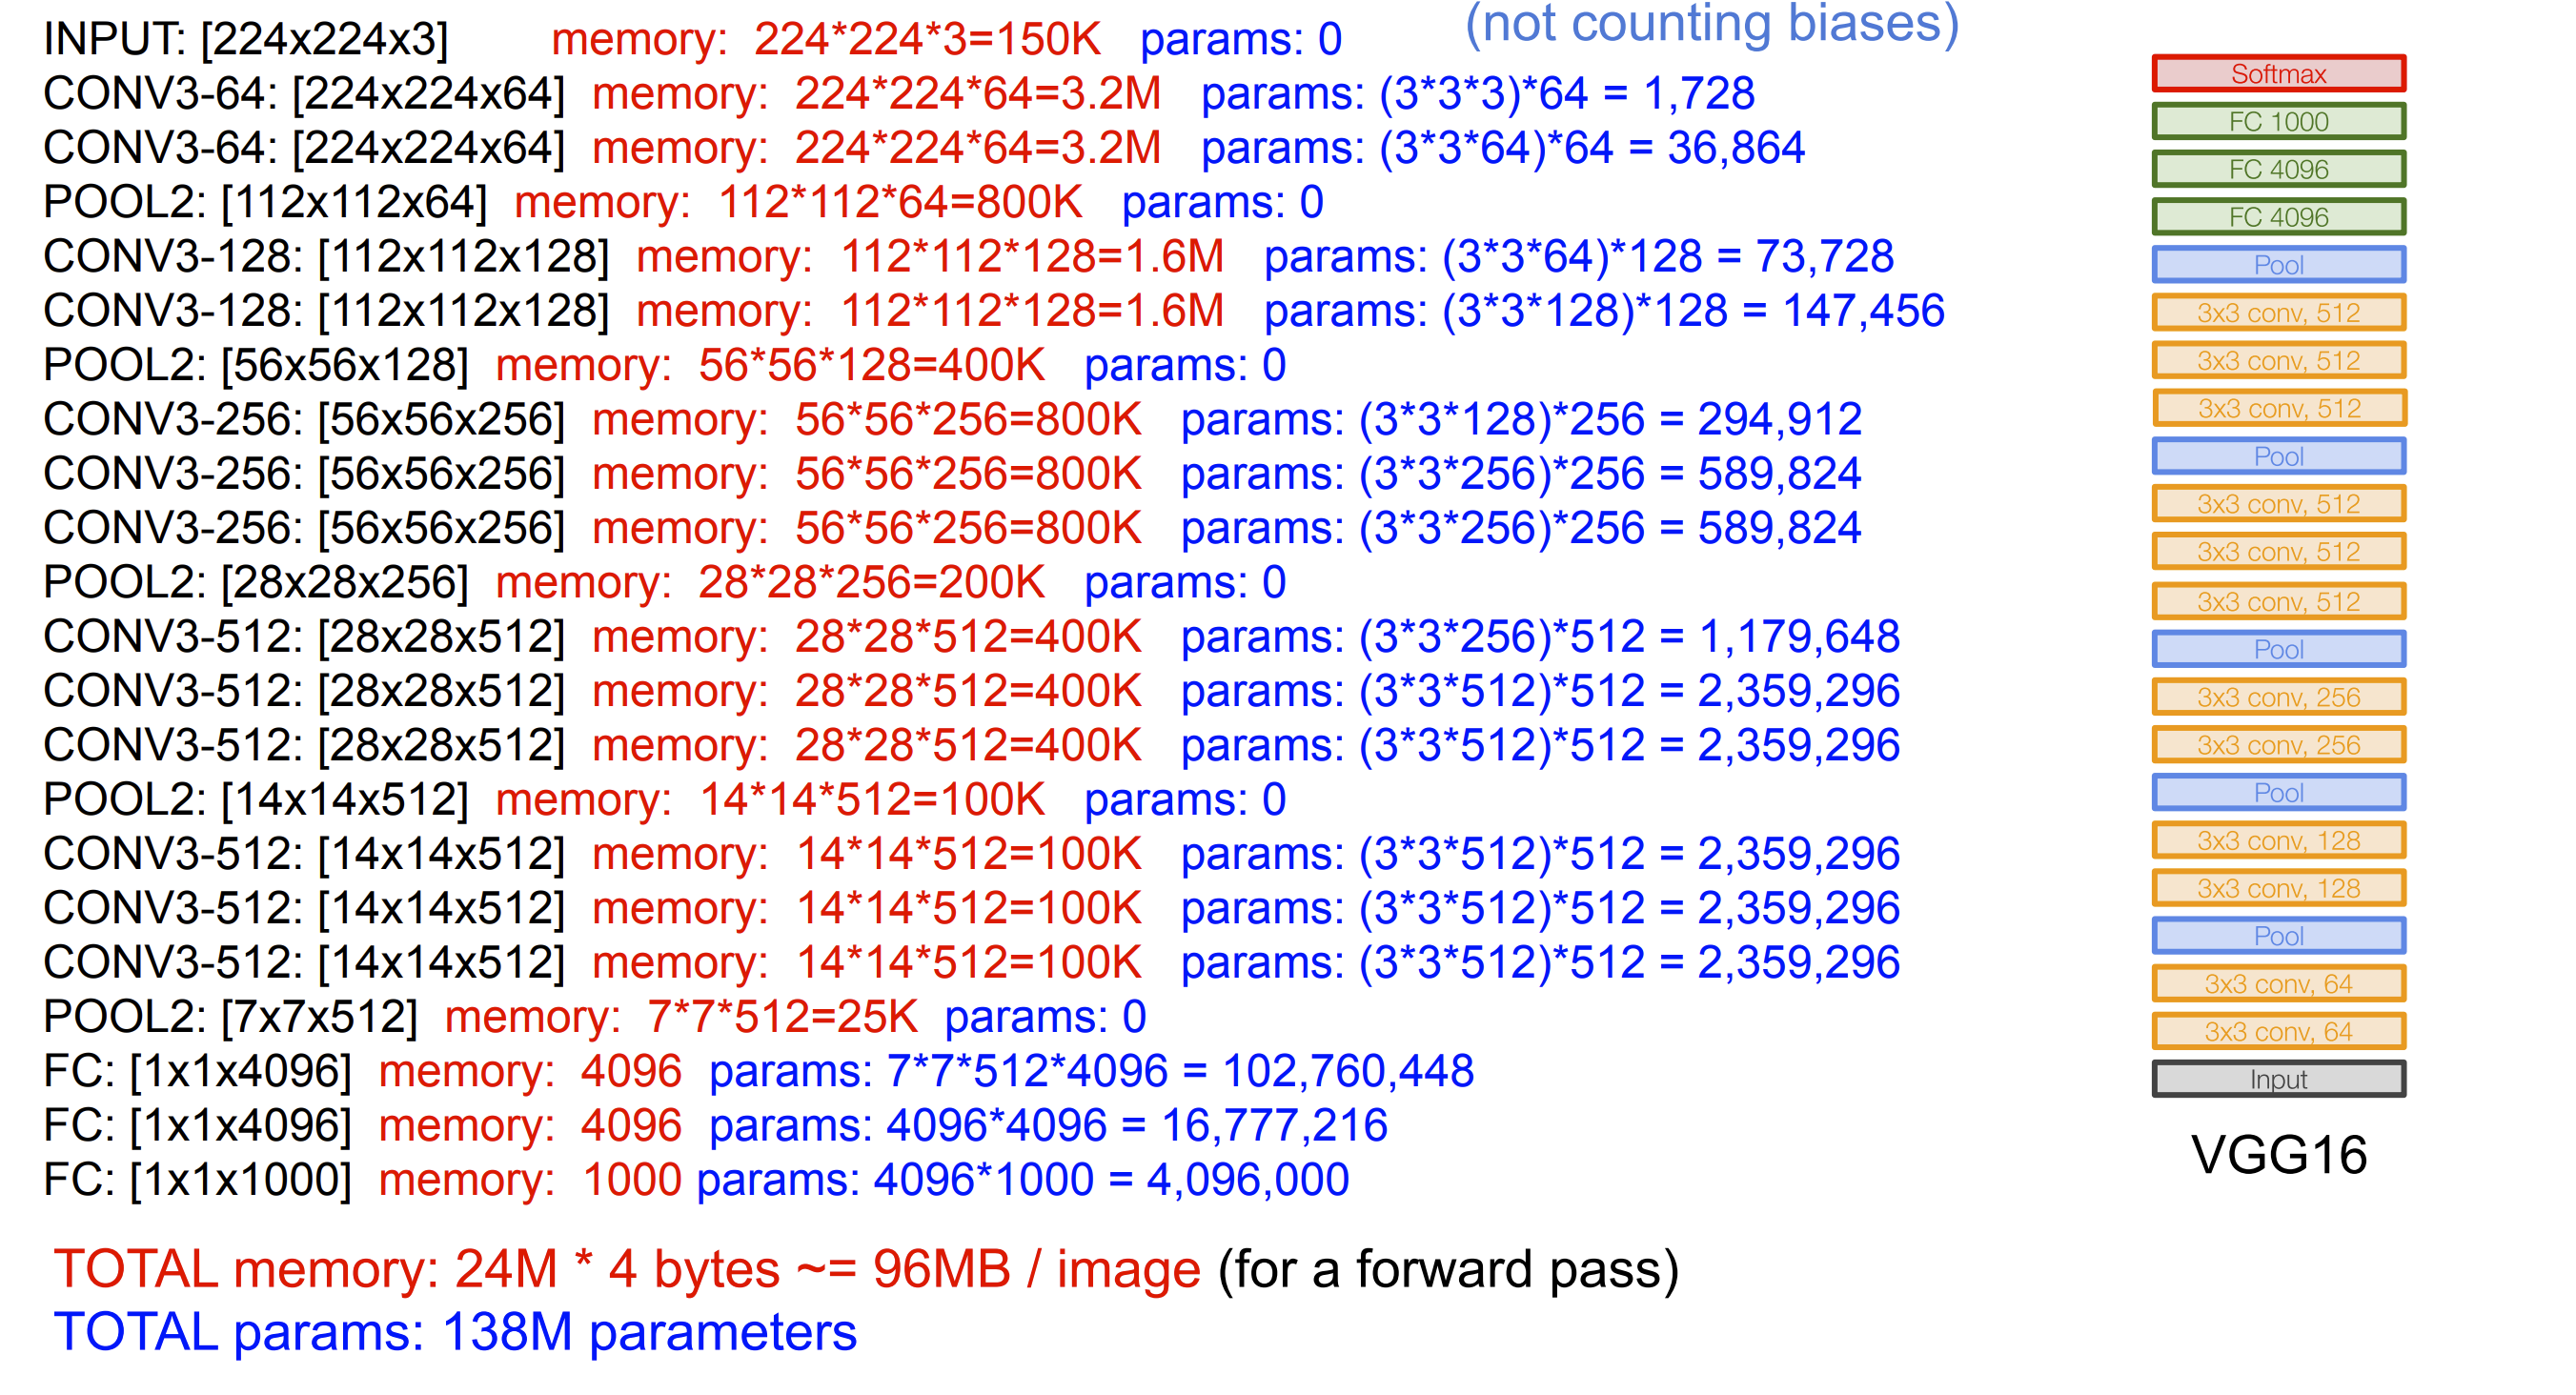 (not counting biases)
INPUT: [224x224x3] memory: 224*224*3=150K params: 0
CONV3-64: [224x224x64] memory: 224*224*64=3.2M params: (3*3*3)*64 = 1,728
CONV3-64: [224x224x64] memory: 224*224*64=3.2M params: (3*3*64)*64 = 36,864
POOL2: [112x112x64] memory: 112*112*64=800K params: 0
CONV3-128: [112x112x128] memory: 112*112*128=1.6M params: (3*3*64)*128 = 73,728
CONV3-128: [112x112x128] memory: 112*112*128=1.6M params: (3*3*128)*128 = 147,456
POOL2: [56x56x128] memory: 56*56*128=400K params: 0
CONV3-256: [56x56x256] memory: 56*56*256=800K params: (3*3*128)*256 = 294,912
CONV3-256: [56x56x256] memory: 56*56*256=800K params: (3*3*256)*256 = 589,824
CONV3-256: [56x56x256] memory: 56*56*256=800K params: (3*3*256)*256 = 589,824
POOL2: [28x28x256] memory: 28*28*256=200K params: 0
CONV3-512: [28x28x512] memory: 28*28*512=400K params: (3*3*256)*512 = 1,179,648
CONV3-512: [28x28x512] memory: 28*28*512=400K params: (3*3*512)*512 = 2,359,296
CONV3-512: [28x28x512] memory: 28*28*512=400K params: (3*3*512)*512 = 2,359,296
POOL2: [14x14x512] memory: 14*14*512=100K params: 0
CONV3-512: [14x14x512] memory: 14*14*512=100K params: (3*3*512)*512 = 2,359,296
CONV3-512: [14x14x512] memory: 14*14*512=100K params: (3*3*512)*512 = 2,359,296
CONV3-512: [14x14x512] memory: 14*14*512=100K params: (3*3*512)*512 = 2,359,296
POOL2: [7x7x512] memory: 7*7*512=25K params: 0
FC: [1x1x4096] memory: 4096 params: 7*7*512*4096 = 102,760,448
FC: [1x1x4096] memory: 4096 params: 4096*4096 = 16,777,216
FC: [1x1x1000] memory: 1000 params: 4096*1000 = 4,096,000
TOTAL memory: 24M * 4 bytes ~= 96MB / image (for a forward pass)
TOTAL params: 138M parameters
Softmax
FC 1000
FC 4096
FC 4096
Pool
3x3 conv, 512
3x3 conv, 512
3x3 conv, 512
Pool
3x3 conv, 512
3x3 conv, 512
3x3 conv, 512
Pool
3x3 conv, 256
3x3 conv, 256
Pool
3x3 conv, 128
3x3 conv, 128
Pool
3x3 conv, 64
3x3 conv, 64
Input
VGG16